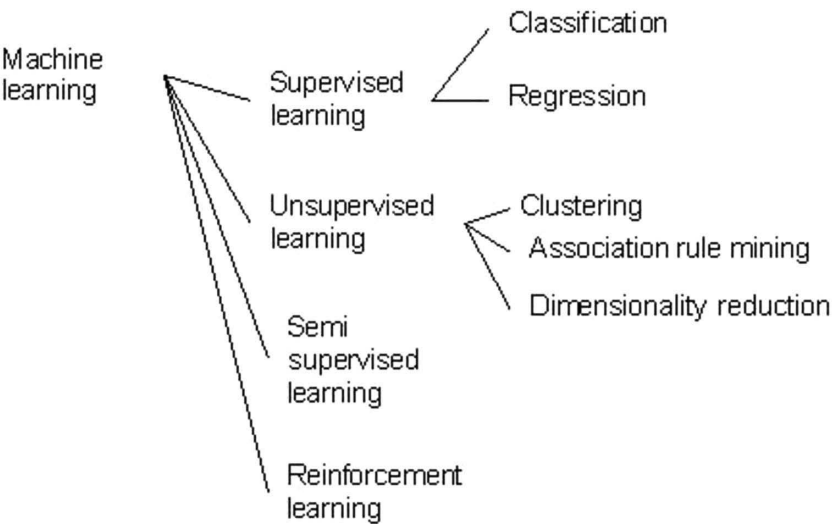 Machine
learning
Supervised
learning
Classification
Regression
Unsupervised
learning
Clustering
Association rule mining
Dimensionality reduction
Semi
supervised
learning
Reinforcement
learning